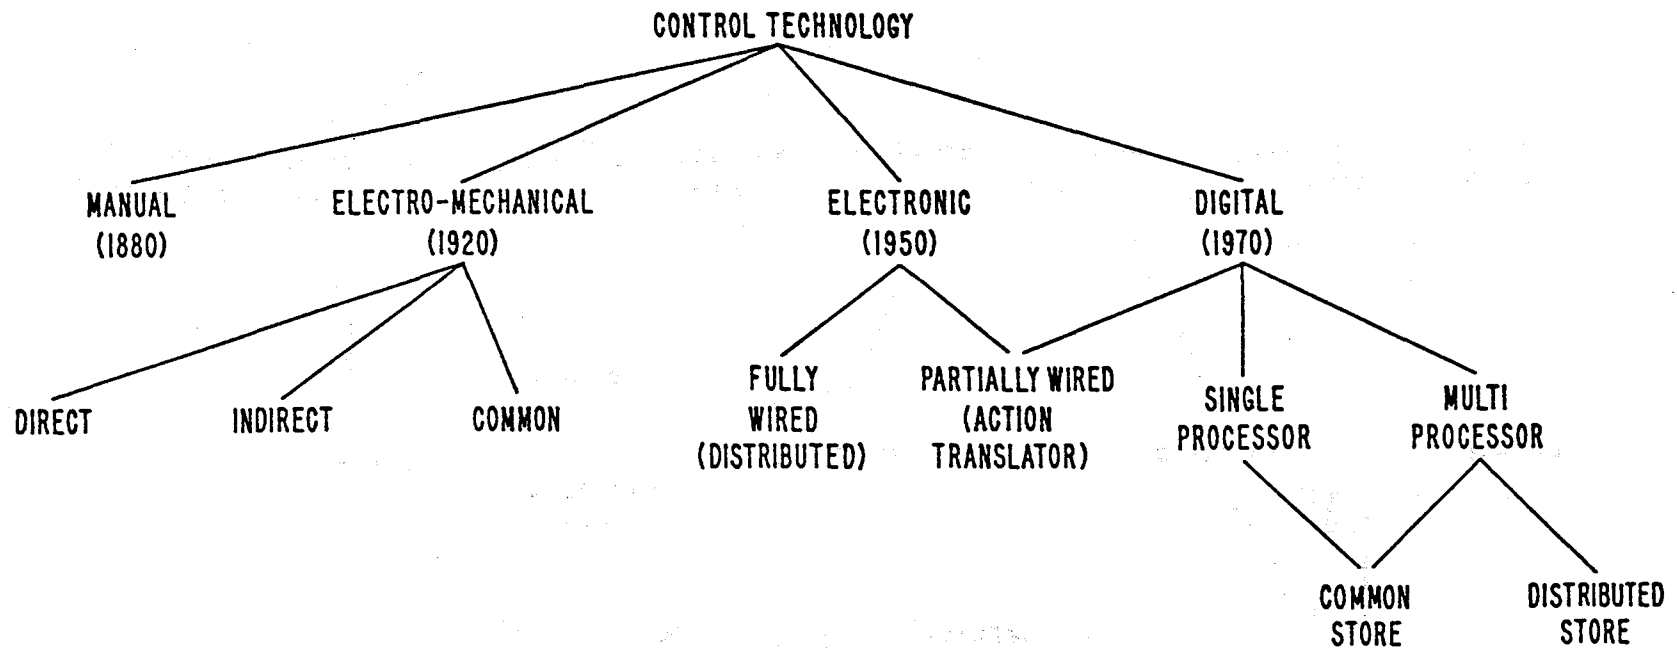 CONTROL TECHNOLOGY
MANUAL
(1880)
ELECTRO-MECHANICAL
(1920)
ELECTRONIC
(1950)
DIGITAL
(1970)
DIRECT
INDIRECT
COMMON
FULLY
WIRED
(DISTRIBUTED)
PARTIALLY WIRED
(ACTION
TRANSLATOR)
SINGLE
PROCESSOR
MULTI
PROCESSOR
COMMON
STORE
DISTRIBUTED
STORE